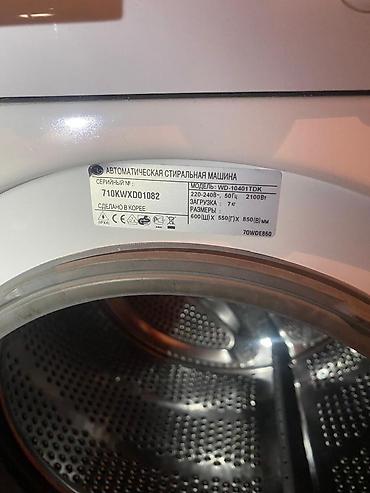 АВТОМАТИЧЕСКАЯ СТИРАЛЬНАЯ МАШИНА
СЕРИЙНЫЙ №:
710KWXD01082
СДЕЛАНО В КОРЕЕ
МОДЕЛЬ: WD-10401TDK
220-240В~, 50Гц 2100Вт
ЗАГРУЗКА : 7 кг
РАЗМЕРЫ :
600(Ш)X 550(Г)X 850(В)мм
70WDE850